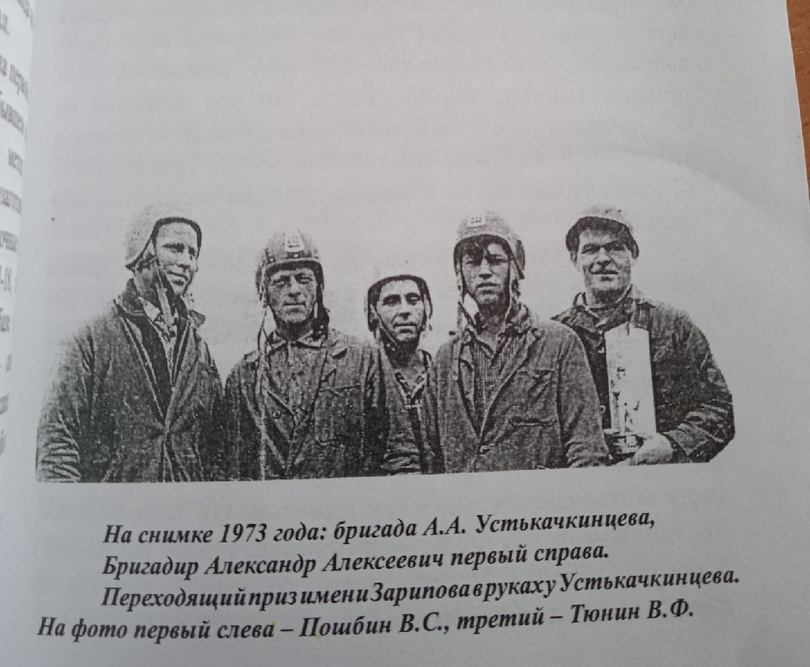 На снимке 1973 года: бригада А.А. Устькачкинцева,
Бригадир Александр Алексеевич первый справа.
Переходящий приз имени Зарипова в руках у Устькачкинцева.
На фото первый слева – Пошбин В.С., третий – Тюнин В.Ф.